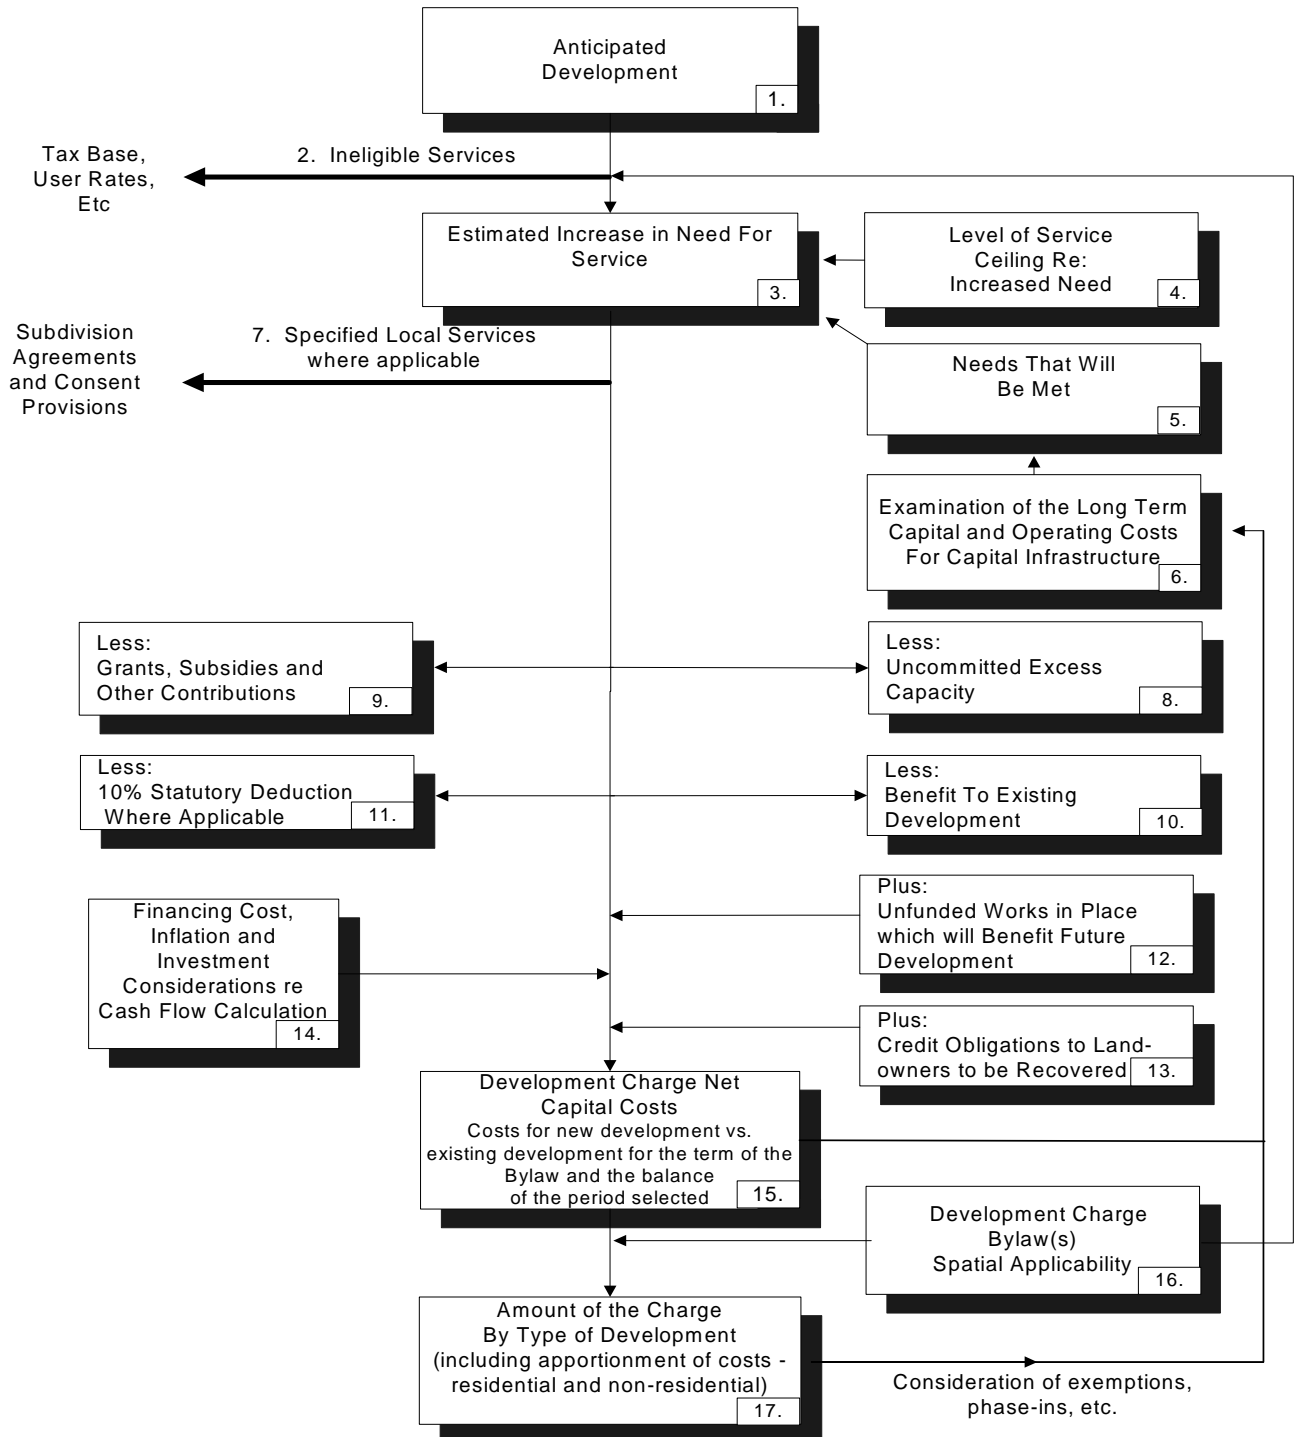 Anticipated
Development
1.
Tax Base,
User Rates,
Etc
2. Ineligible Services
Estimated Increase in Need For
Service
3.
Level of Service
Ceiling Re:
Increased Need
4.
Subdivision
Agreements
and Consent
Provisions
7. Specified Local Services
where applicable
Needs That Will
Be Met
5.
Examination of the Long Term
Capital and Operating Costs
For Capital Infrastructure
6.
Less:
Grants, Subsidies and
Other Contributions
9.
Less:
Uncommitted Excess
Capacity
8.
Less:
10% Statutory Deduction
Where Applicable
11.
Less:
Benefit To Existing
Development
10.
Financing Cost,
Inflation and
Investment
Considerations re
Cash Flow Calculation
14.
Plus:
Unfunded Works in Place
which will Benefit Future
Development
12.
Plus:
Credit Obligations to Land-
owners to be Recovered
13.
Development Charge Net
Capital Costs
Costs for new development vs.
existing development for the term of the
Bylaw and the balance
of the period selected
15.
Development Charge
Bylaw(s)
Spatial Applicability
16.
Amount of the Charge
By Type of Development
(including apportionment of costs -
residential and non-residential)
17.
Consideration of exemptions,
phase-ins, etc.